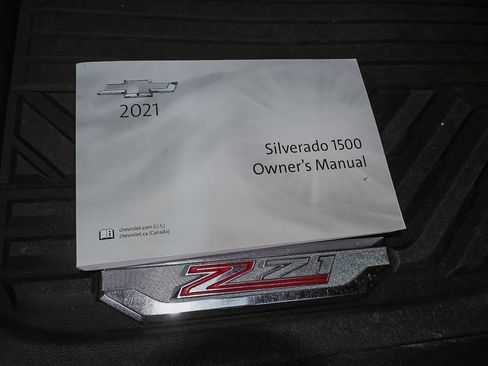 2021
Silverado 1500
Owner's Manual
chevrolet.com (U.S.)
chevrolet.ca (Canada)
Z71